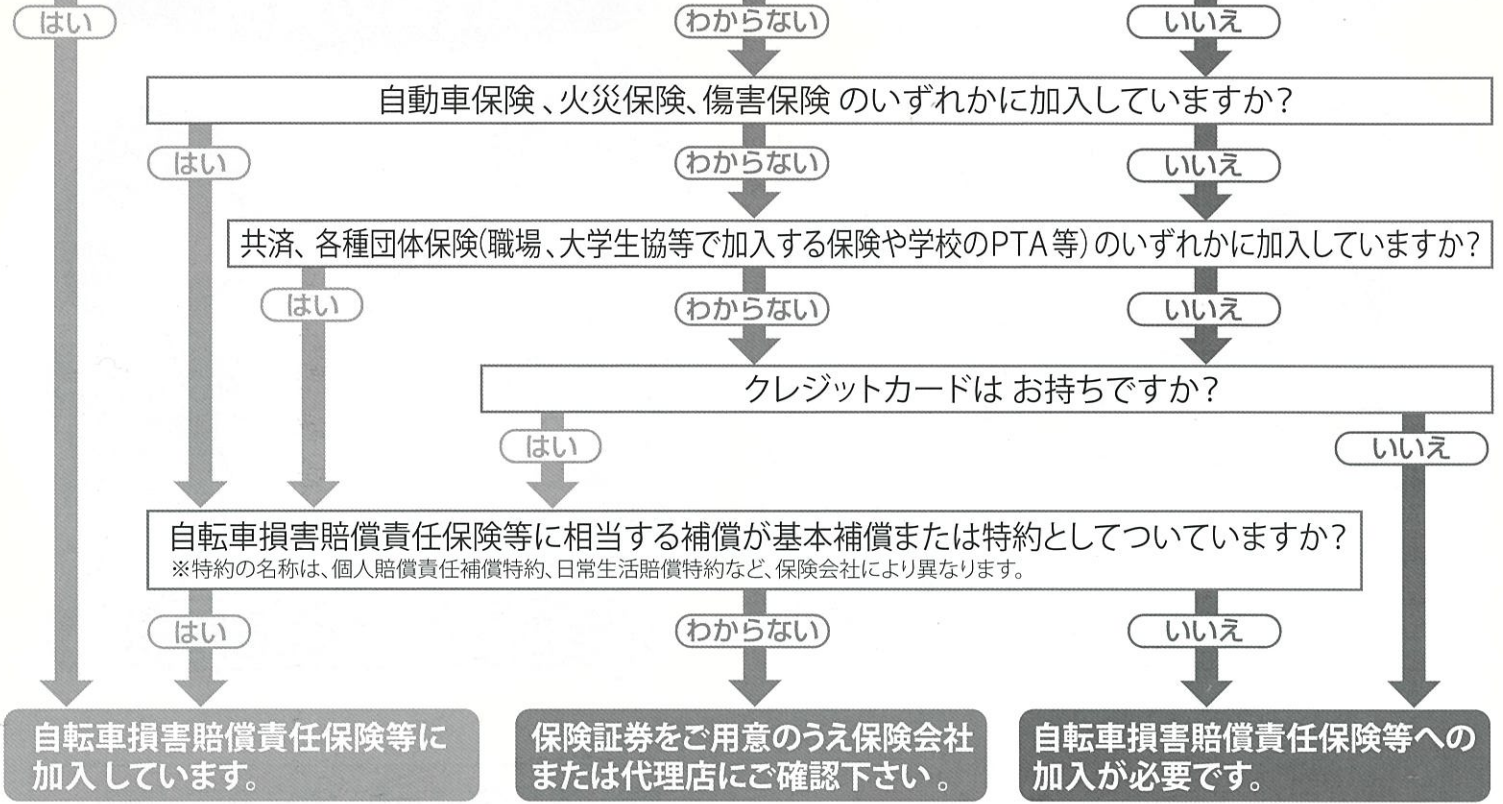 はい
わからない
いいえ
自動車保険、火災保険、傷害保険 のいずれかに加入していますか?
はい
わからない
いいえ
共済、各種団体保険(職場、大学生協等で加入する保険や学校のPTA等)のいずれかに加入していますか?
はい
わからない
いいえ
クレジットカードは お持ちですか?
はい
いいえ
自転車損害賠償責任保険等に相当する補償が基本補償または特約としてついていますか?
※特約の名称は、個人賠償責任補償特約、日常生活賠償特約など、保険会社により異なります。
はい
わからない
いいえ
自転車損害賠償責任保険等に
加入しています。
保険証券をご用意のうえ保険会社
または代理店にご確認下さい。
自転車損害賠償責任保険等への
加入が必要です。